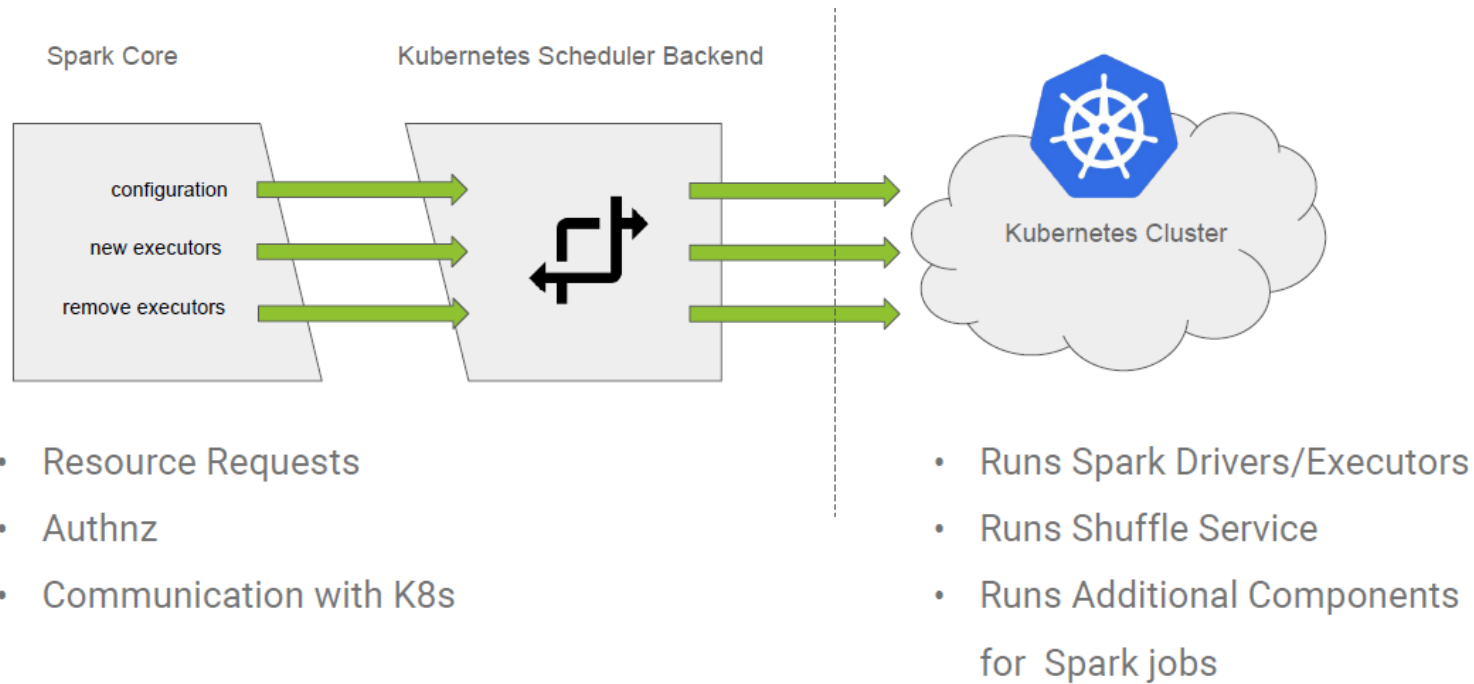 Spark Core
Kubernetes Scheduler Backend
configuration
new executors
remove executors
Kubernetes Cluster
• Resource Requests
• Authnz
• Communication with K8s
• Runs Spark Drivers/Executors
• Runs Shuffle Service
• Runs Additional Components
for Spark jobs